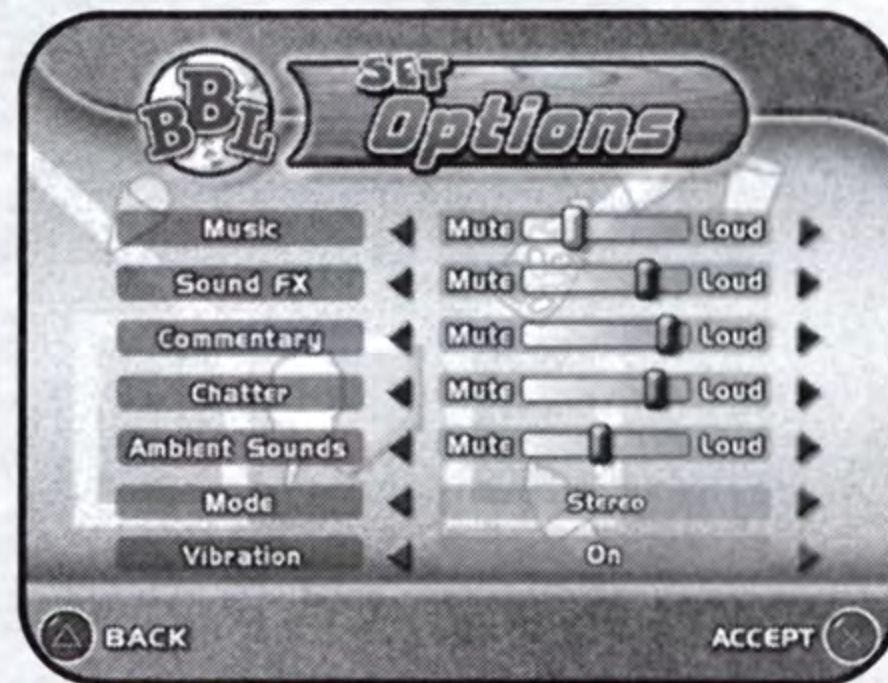 BBL
SET
Options
Music Mute Loud
Sound FX Mute Loud
Commentary Mute Loud
Chatter Mute Loud
Ambient Sounds Mute Loud
Mode Stereo
Vibration On
BACK ACCEPT